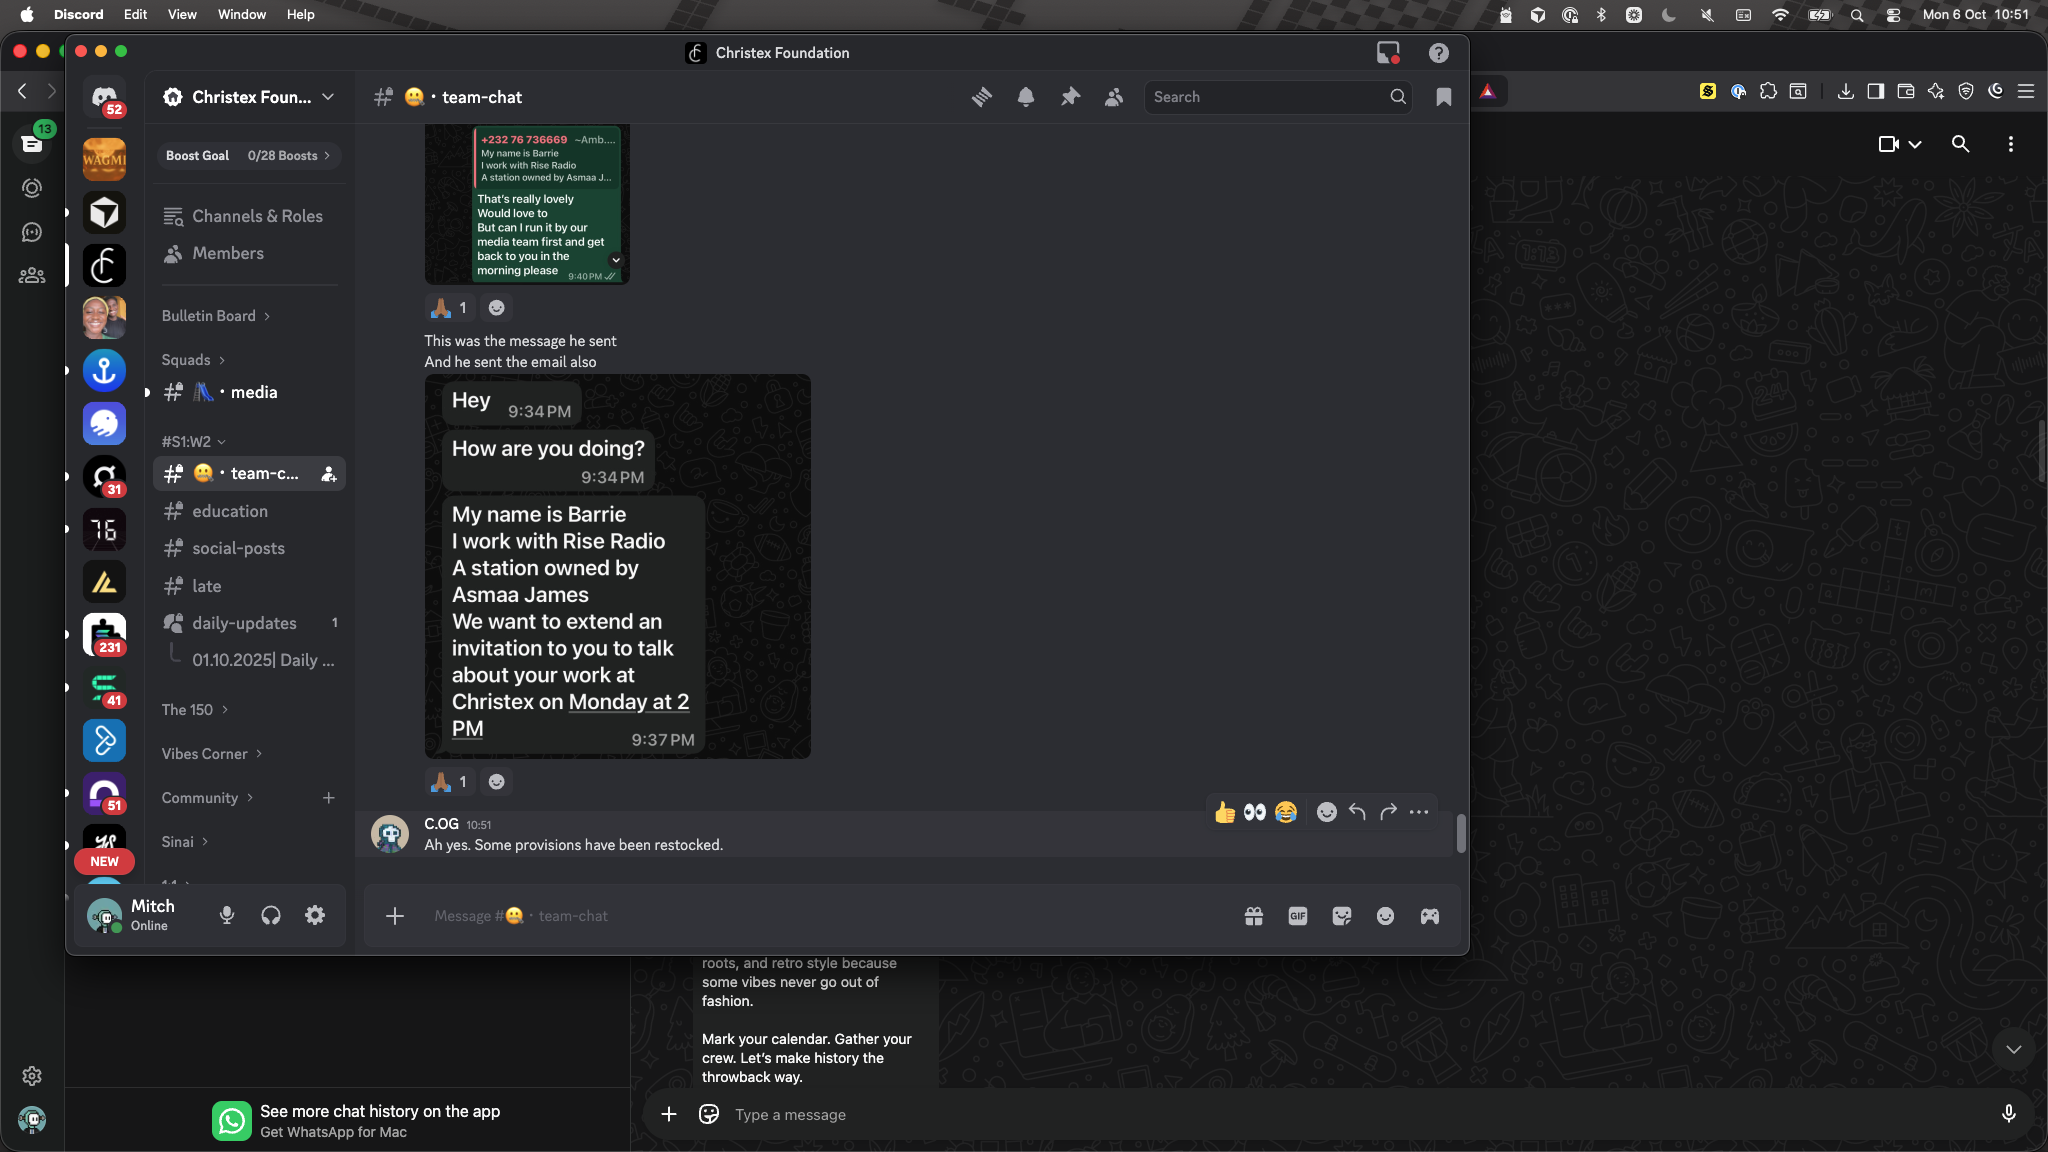 Discord Edit View Window Help
Mon 6 Oct 10:51
Christex Foundation
52
13
WAGMI
31
76
231
41
51
NEW
Christex Foun...
Boost Goal 0/28 Boosts
Channels & Roles
Members
Bulletin Board
Squads
media
#S1:W2
team-c...
education
social-posts
late
daily-updates 1
01.10.2025| Daily ...
The 150
Vibes Corner
Community
Sinai
Mitch
Online
team-chat
Search
+232 76 736669 ~Amb....
My name is Barrie
I work with Rise Radio
A station owned by Asmaa J...
That's really lovely
Would love to
But can I run it by our
media team first and get
back to you in the
morning please 9:40 PM
1
This was the message he sent
And he sent the email also
Hey 9:34 PM
How are you doing?
9:34 PM
My name is Barrie
I work with Rise Radio
A station owned by
Asmaa James
We want to extend an
invitation to you to talk
about your work at
Christex on Monday at 2
PM
9:37 PM
1
C.OG 10:51
Ah yes. Some provisions have been restocked.
Message # team-chat
GIF
roots, and retro style because
some vibes never go out of
fashion.
Mark your calendar. Gather your
crew. Let's make history the
throwback way.
See more chat history on the app
Get WhatsApp for Mac
Type a message